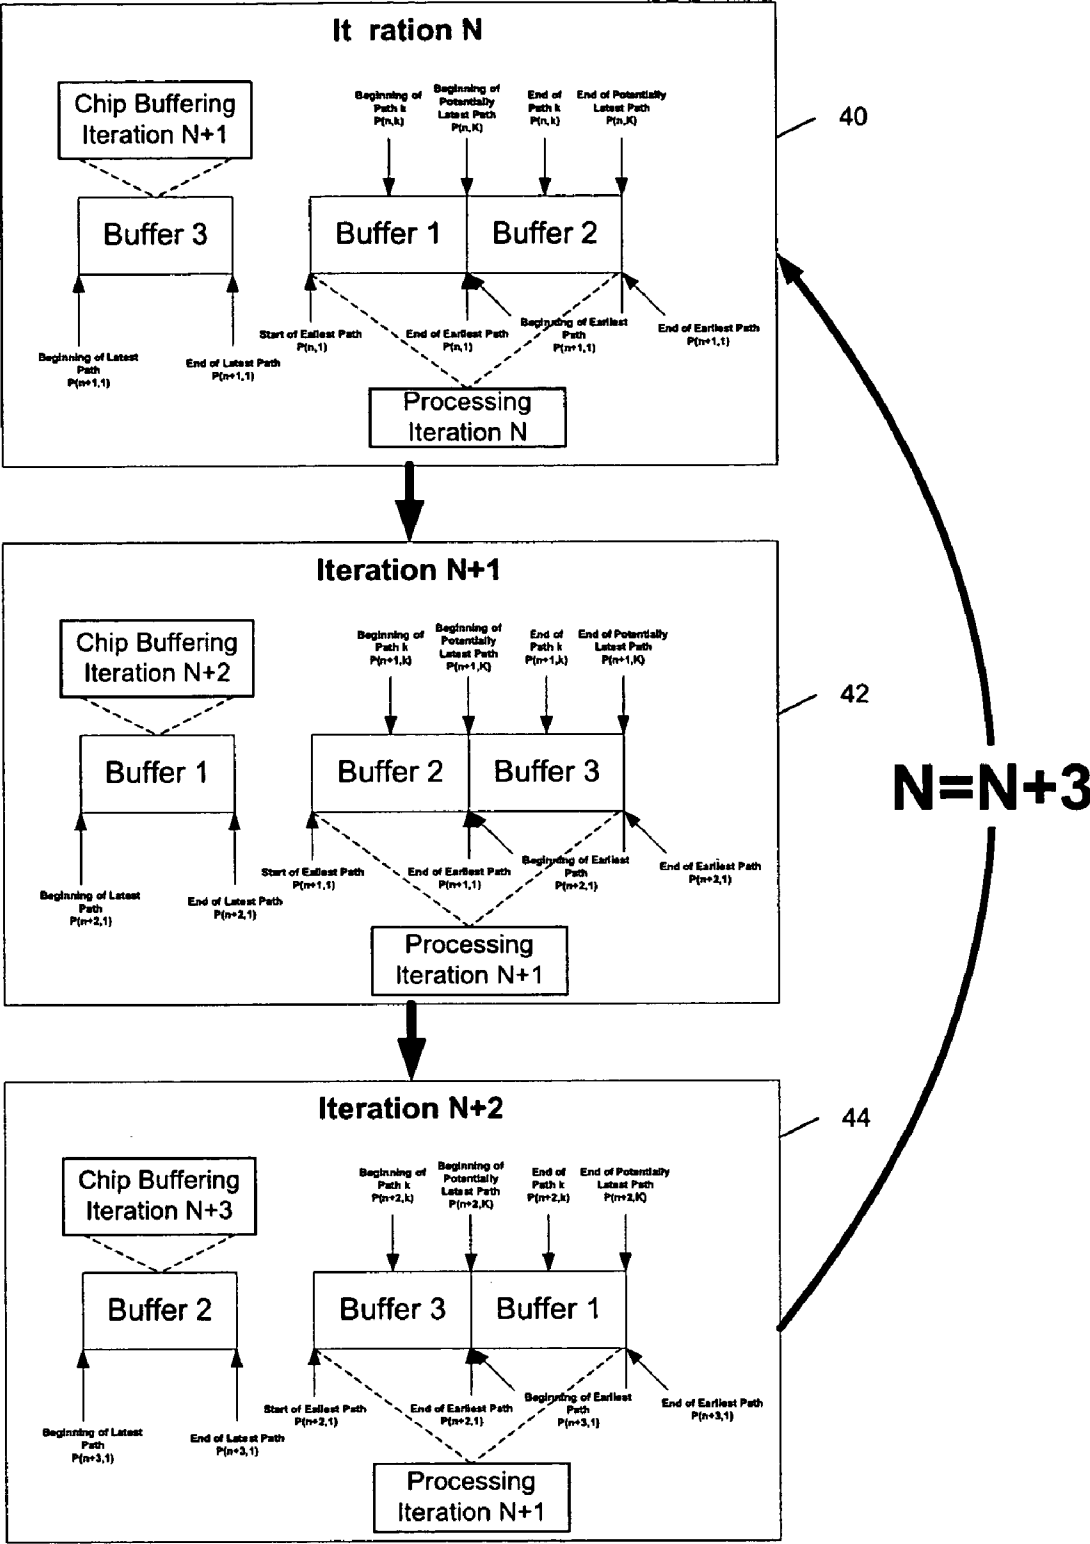 It ration N
Chip Buffering
Iteration N+1
Beginning of
Path k
P(n,k)
Beginning of
Potentially
Latest Path
P(n,K)
End of
Path k
P(n,k)
End of Potentially
Latest Path
P(n,K)
40
Buffer 3
Buffer 1
Buffer 2
Beginning of Latest
Path
P(n+1,1)
End of Latest Path
P(n+1,1)
Start of Eailest Path
P(n,1)
End of Earliest Path
P(n,1)
Beginning of Earliest
Path
P(n+1,1)
End of Earliest Path
P(n+1,1)
Processing
Iteration N
Iteration N+1
Chip Buffering
Iteration N+2
Beginning of
Path k
P(n+1,k)
Beginning of
Potentially
Latest Path
P(n+1,K)
End of
Path k
P(n+1,k)
End of Potentially
Latest Path
P(n+1,K)
42
Buffer 1
Buffer 2
Buffer 3
N=N+3
Beginning of Latest
Path
P(n+2,1)
End of Latest Path
P(n+2,1)
Start of Eailest Path
P(n+1,1)
End of Earliest Path
P(n+1,1)
Beginning of Earliest
Path
P(n+2,1)
End of Earliest Path
P(n+2,1)
Processing
Iteration N+1
Iteration N+2
Chip Buffering
Iteration N+3
Beginning of
Path k
P(n+2,k)
Beginning of
Potentially
Latest Path
P(n+2,K)
End of
Path k
P(n+2,k)
End of Potentially
Latest Path
P(n+2,K)
44
Buffer 2
Buffer 3
Buffer 1
Beginning of Latest
Path
P(n+3,1)
End of Latest Path
P(n+3,1)
Start of Eailest Path
P(n+2,1)
End of Earliest Path
P(n+2,1)
Beginning of Earliest
Path
P(n+3,1)
End of Earliest Path
P(n+3,1)
Processing
Iteration N+1